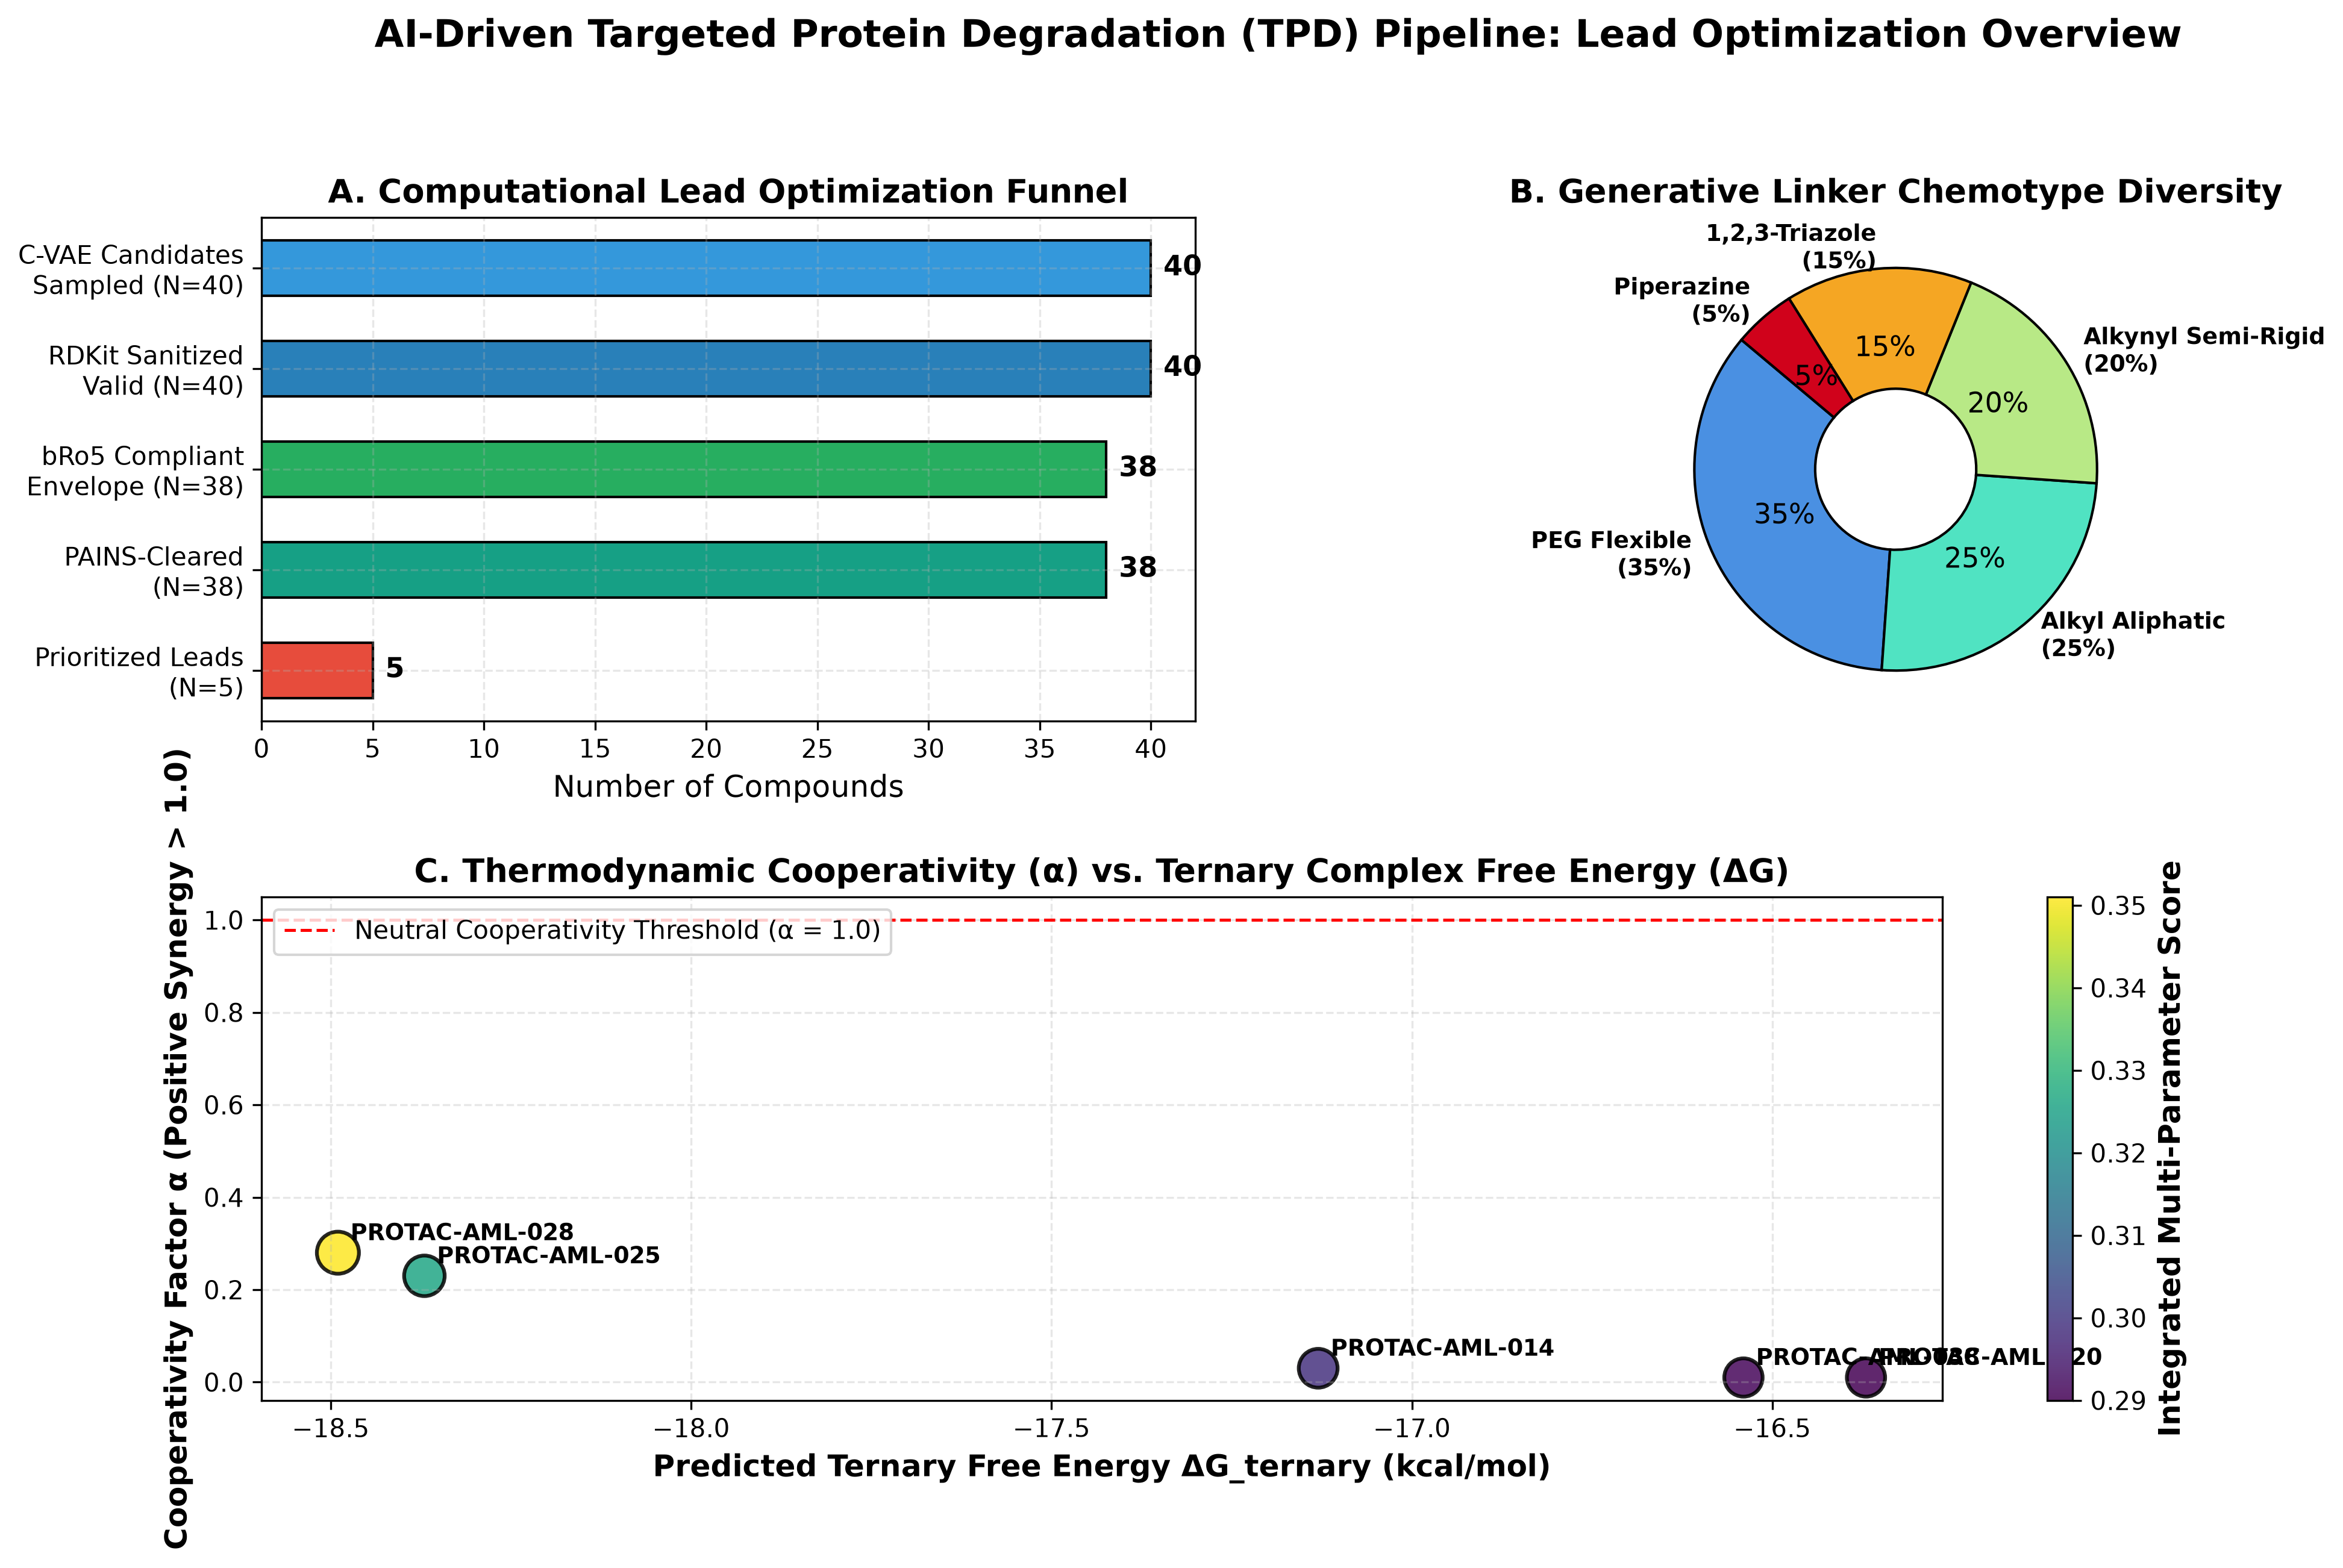 AI-Driven Targeted Protein Degradation (TPD) Pipeline: Lead Optimization Overview
A. Computational Lead Optimization Funnel
C-VAE Candidates
Sampled (N=40)
40
RDKit Sanitized
Valid (N=40)
40
bRo5 Compliant
Envelope (N=38)
38
PAINS-Cleared
(N=38)
38
Prioritized Leads
(N=5)
5
0 5 10 15 20 25 30 35 40
Number of Compounds
B. Generative Linker Chemotype Diversity
1,2,3-Triazole
(15%)
15%
Piperazine
(5%)
5%
Alkynyl Semi-Rigid
(20%)
20%
PEG Flexible
(35%)
35%
Alkyl Aliphatic
(25%)
25%
C. Thermodynamic Cooperativity (α) vs. Ternary Complex Free Energy (ΔG)
Cooperativity Factor α (Positive Synergy > 1.0)
1.0
0.8
0.6
0.4
0.2
0.0
Neutral Cooperativity Threshold (α = 1.0)
PROTAC-AML-028
PROTAC-AML-025
PROTAC-AML-014
−18.5 −18.0 −17.5 −17.0 −16.5
Predicted Ternary Free Energy ΔG_ternary (kcal/mol)
0.35
0.34
0.33
0.32
0.31
0.30
0.29
Integrated Multi-Parameter Score